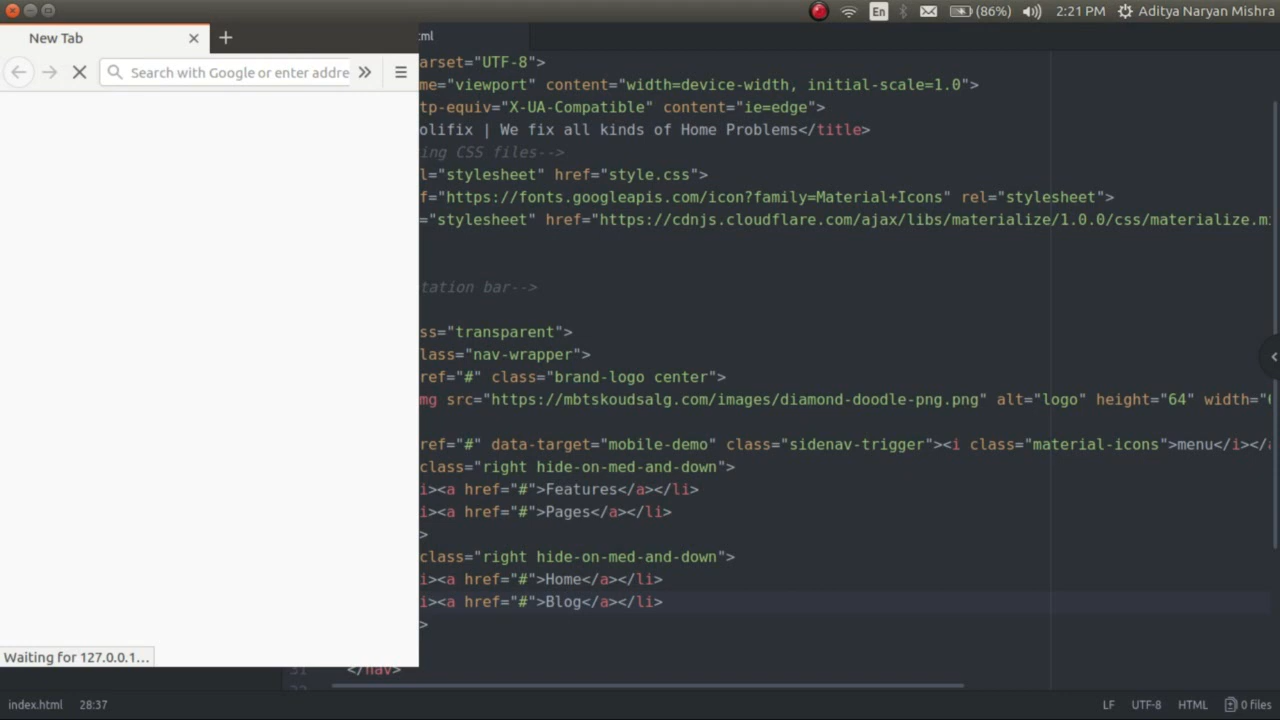 En
(86%)
2:21 PM
Aditya Naryan Mishra
New Tab
Search with Google or enter addre
Waiting for 127.0.0.1...
ml
arset="UTF-8">
me="viewport" content="width=device-width, initial-scale=1.0">
tp-equiv="X-UA-Compatible" content="ie=edge">
olifix | We fix all kinds of Home Problems</title>
ing CSS files-->
l="stylesheet" href="style.css">
f="https://fonts.googleapis.com/icon?family=Material+Icons" rel="stylesheet">
="stylesheet" href="https://cdnjs.cloudflare.com/ajax/libs/materialize/1.0.0/css/materialize.mi
tation bar-->
ss="transparent">
lass="nav-wrapper">
ref="#" class="brand-logo center">
mg src="https://mbtskoudsalg.com/images/diamond-doodle-png.png" alt="logo" height="64" width="6
ref="#" data-target="mobile-demo" class="sidenav-trigger"><i class="material-icons">menu</i></a
class="right hide-on-med-and-down">
i><a href="#">Features</a></li>
i><a href="#">Pages</a></li>
>
class="right hide-on-med-and-down">
i><a href="#">Home</a></li>
i><a href="#">Blog</a></li>
>
31 </nav>
index.html 28:37
LF UTF-8 HTML 0 files